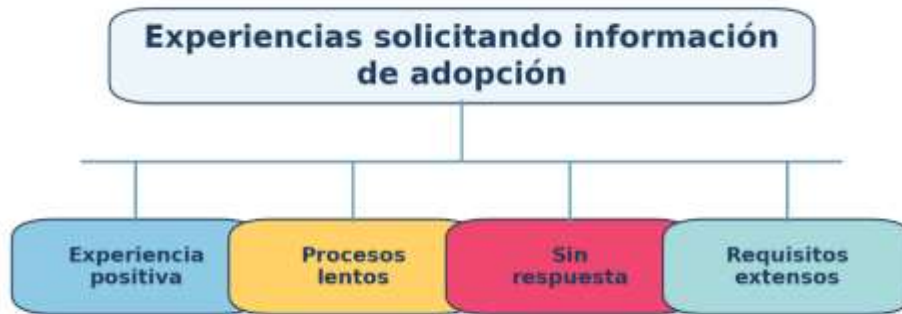 Experiencias solicitando información
de adopción
Experiencia
positiva
Procesos
lentos
Sin
respuesta
Requisitos
extensos